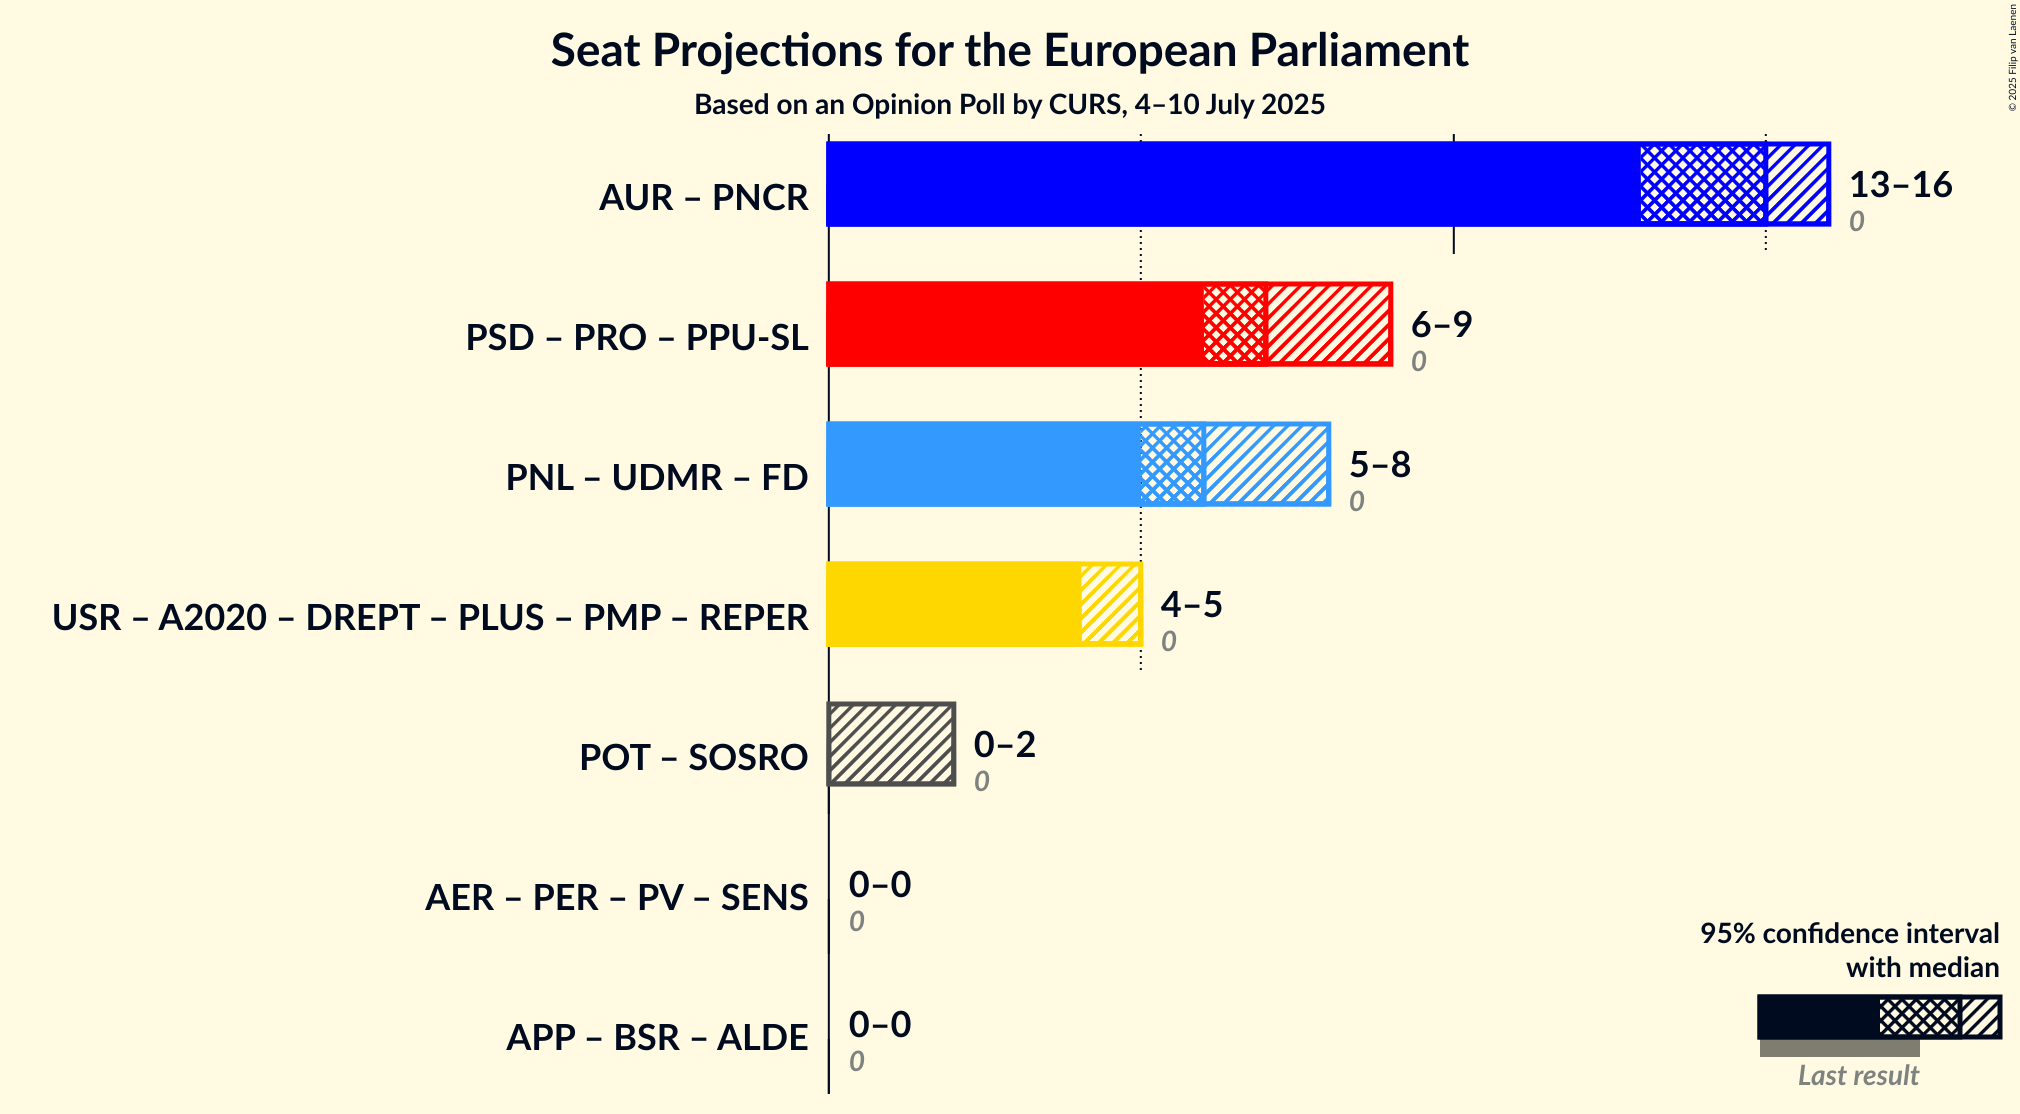 Seat Projections for the European Parliament
Based on an Opinion Poll by CURS, 4–10 July 2025
© 2025 Filip van Laenen
AUR – PNCR
13–16
0
PSD – PRO – PPU-SL
6–9
0
PNL – UDMR – FD
5–8
0
USR – A2020 – DREPT – PLUS – PMP – REPER
4–5
0
POT – SOSRO
0–2
0
AER – PER – PV – SENS
0–0
0
APP – BSR – ALDE
0–0
0
95% confidence interval
with median
Last result